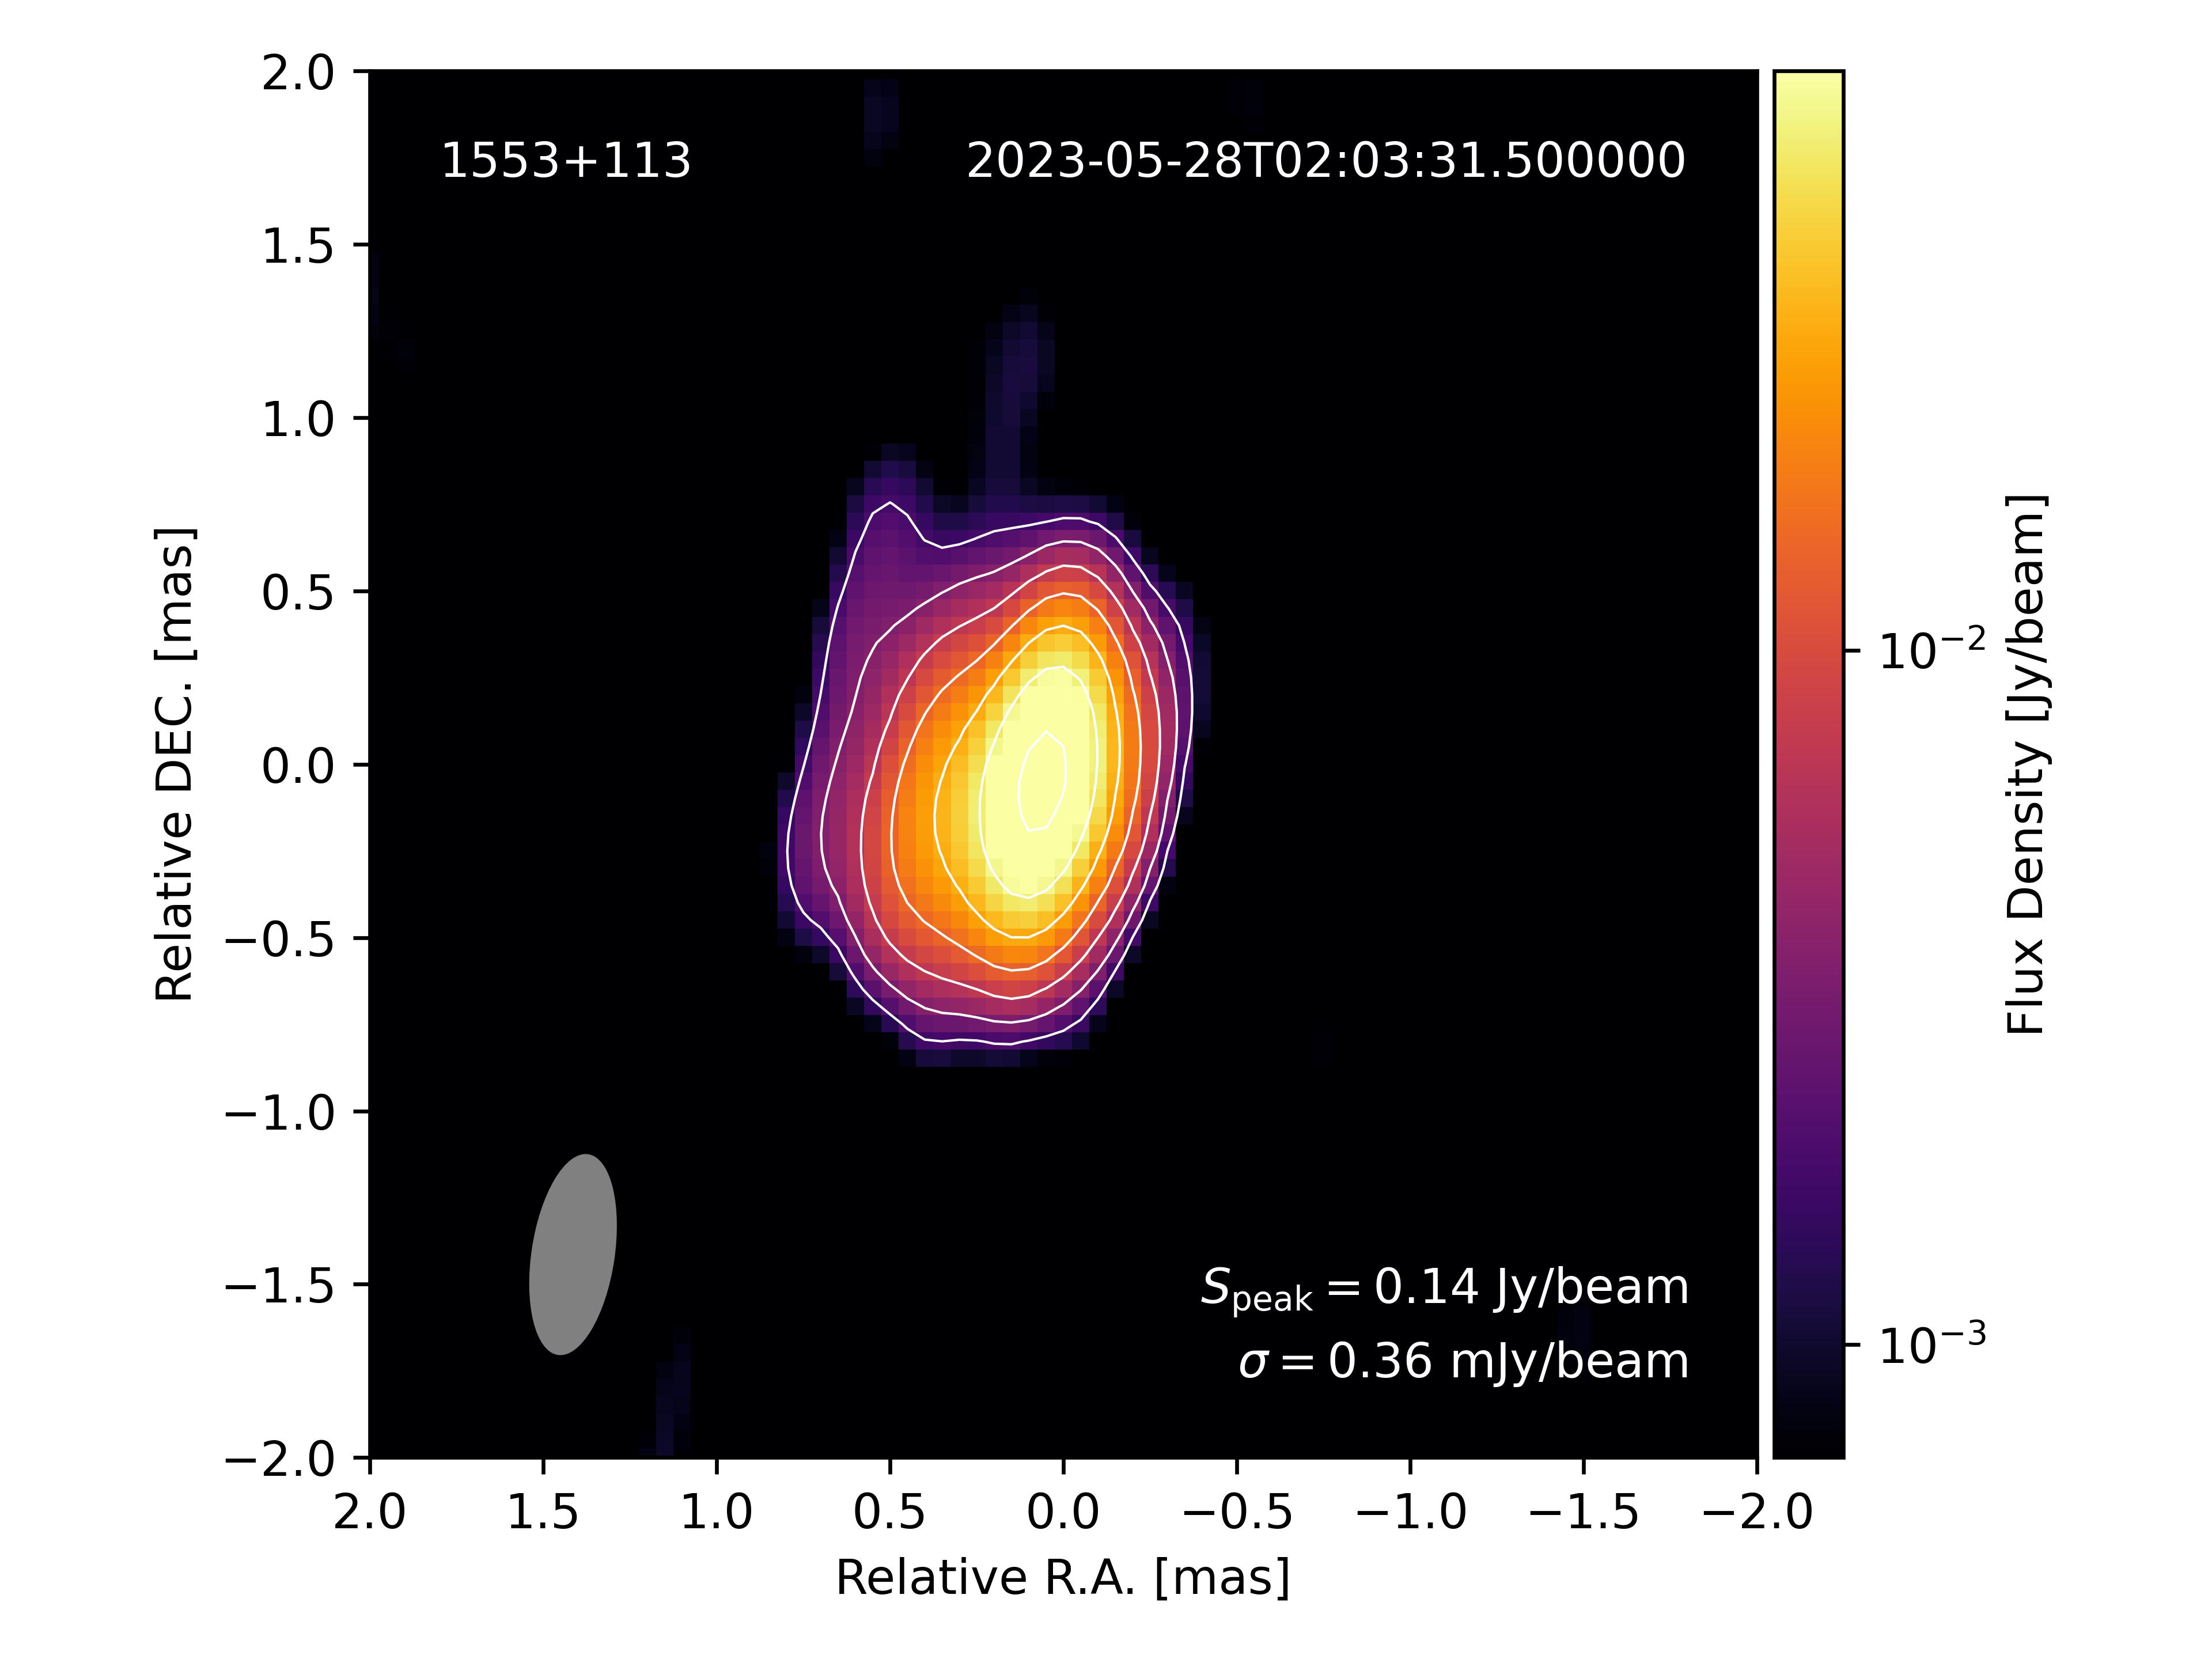 1553+113
2023-05-28T02:03:31.500000
2.0
1.5
1.0
0.5
0.0
−0.5
−1.0
−1.5
−2.0
Relative DEC. [mas]
S_peak = 0.14 Jy/beam
σ = 0.36 mJy/beam
2.0 1.5 1.0 0.5 0.0 −0.5 −1.0 −1.5 −2.0
Relative R.A. [mas]
10⁻²
10⁻³
Flux Density [Jy/beam]